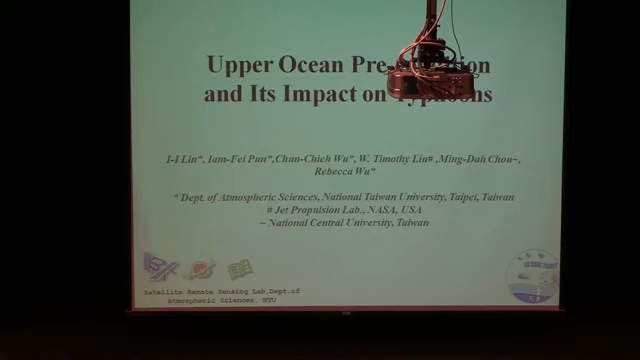 Upper Ocean Pre-
and Its Impact on Typhoons
I-I Lin*, Iam-Fei Pun*,Chun-Chieh Wu*, W. Timothy Liu# ,Ming-Dah Chou~,
Rebecca Wu*
* Dept. of Atmospheric Sciences, National Taiwan University, Taipei, Taiwan
# Jet Propulsion Lab., NASA, USA
~ National Central University, Taiwan
Satellite Remote Sensing Lab,Dept.of
Atmospheric Sciences, NTU